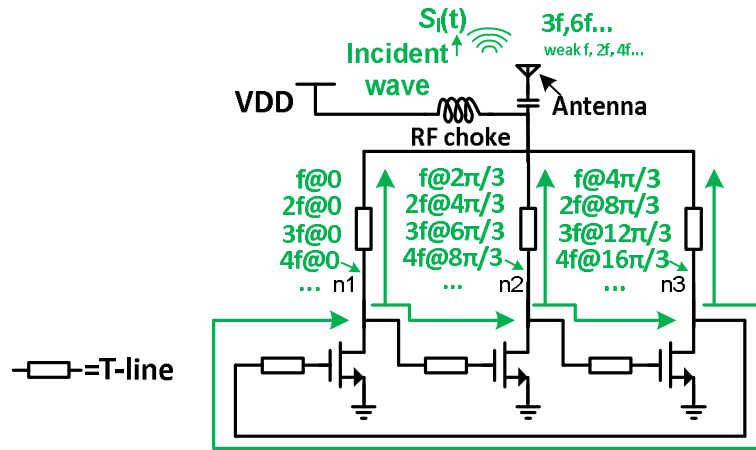 S_I(t)
3f,6f...
weak f, 2f, 4f...
Incident
wave
VDD
Antenna
RF choke
f@0
2f@0
3f@0
4f@0
...
n1
f@2π/3
2f@4π/3
3f@6π/3
4f@8π/3
...
n2
f@4π/3
2f@8π/3
3f@12π/3
4f@16π/3
...
n3
=T-line